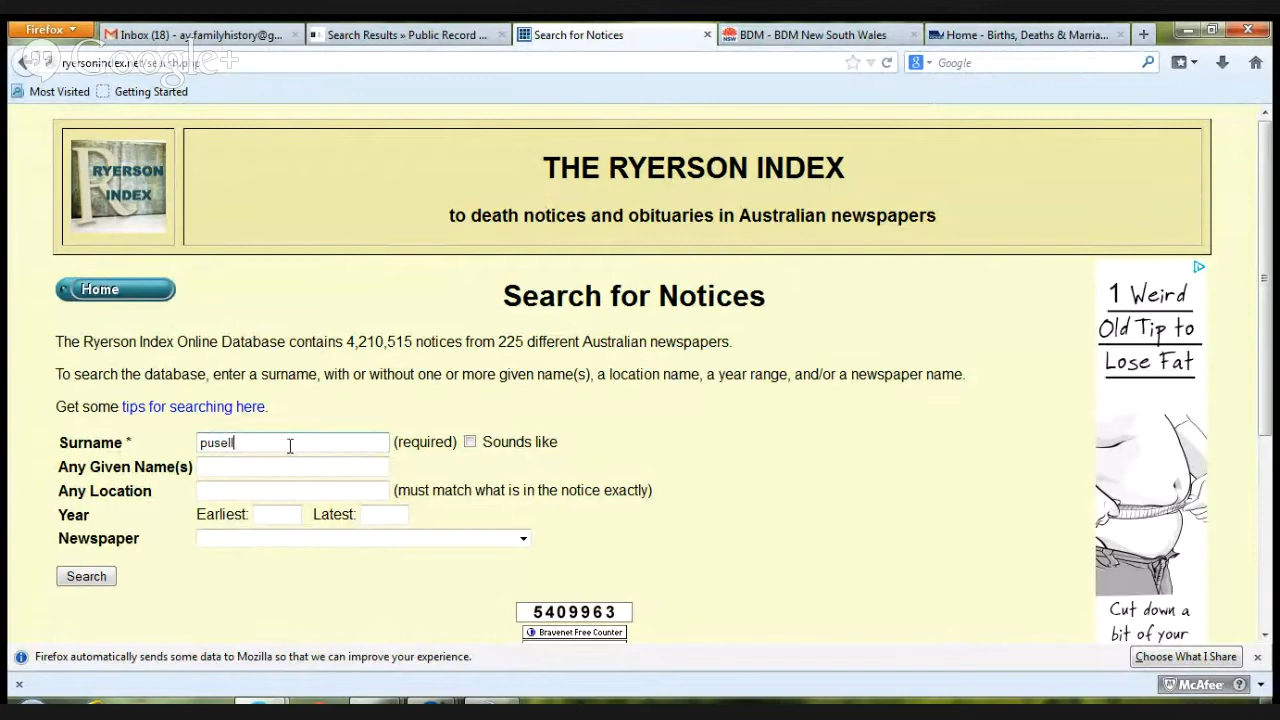 Firefox
Inbox (18) - ay.familyhistory@g...
Search Results » Public Record ...
Search for Notices
BDM - BDM New South Wales
Home - Births, Deaths & Marria...
Google+
ryersonindex.net/search.php
Google
Most Visited
Getting Started
RYERSON
INDEX
THE RYERSON INDEX
to death notices and obituaries in Australian newspapers
Home
Search for Notices
The Ryerson Index Online Database contains 4,210,515 notices from 225 different Australian newspapers.
To search the database, enter a surname, with or without one or more given name(s), a location name, a year range, and/or a newspaper name.
Get some tips for searching here.
Surname * pusell (required) Sounds like
Any Given Name(s)
Any Location (must match what is in the notice exactly)
Year Earliest: Latest:
Newspaper
Search
5409963
Bravenet Free Counter
1 Weird
Old Tip to
Lose Fat
Cut down a
bit of your
Firefox automatically sends some data to Mozilla so that we can improve your experience.
Choose What I Share
McAfee